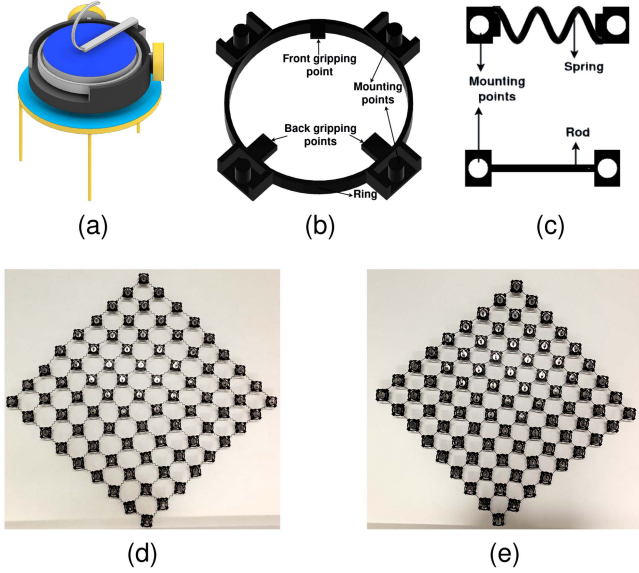 Front gripping
point
Mounting
points
Back gripping
points
Ring
Mounting
points
Spring
Rod
(a)
(b)
(c)
(d)
(e)